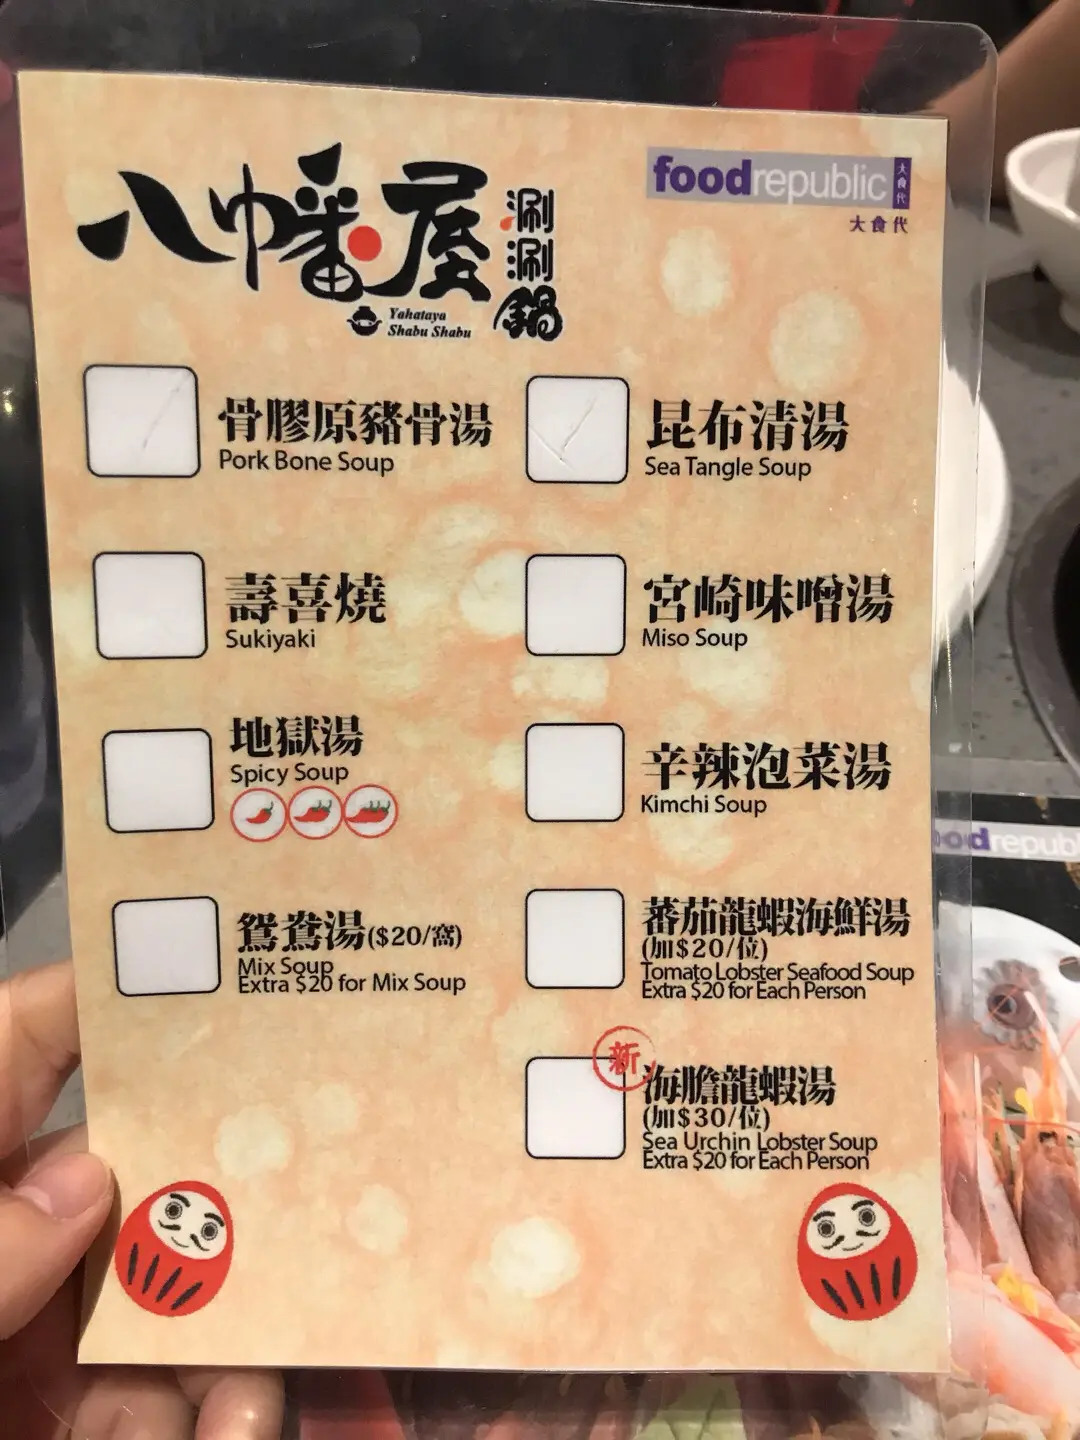 八幡屋
涮涮鍋
Yahataya
Shabu Shabu
foodrepublic
大食代
大食代
骨膠原豬骨湯
Pork Bone Soup
昆布清湯
Sea Tangle Soup
壽喜燒
Sukiyaki
宮崎味噌湯
Miso Soup
地獄湯
Spicy Soup
辛辣泡菜湯
Kimchi Soup
鴛鴦湯($20/窩)
Mix Soup
Extra $20 for Mix Soup
蕃茄龍蝦海鮮湯
(加$20/位)
Tomato Lobster Seafood Soup
Extra $20 for Each Person
新
海膽龍蝦湯
(加$30/位)
Sea Urchin Lobster Soup
Extra $20 for Each Person
foodrepubl